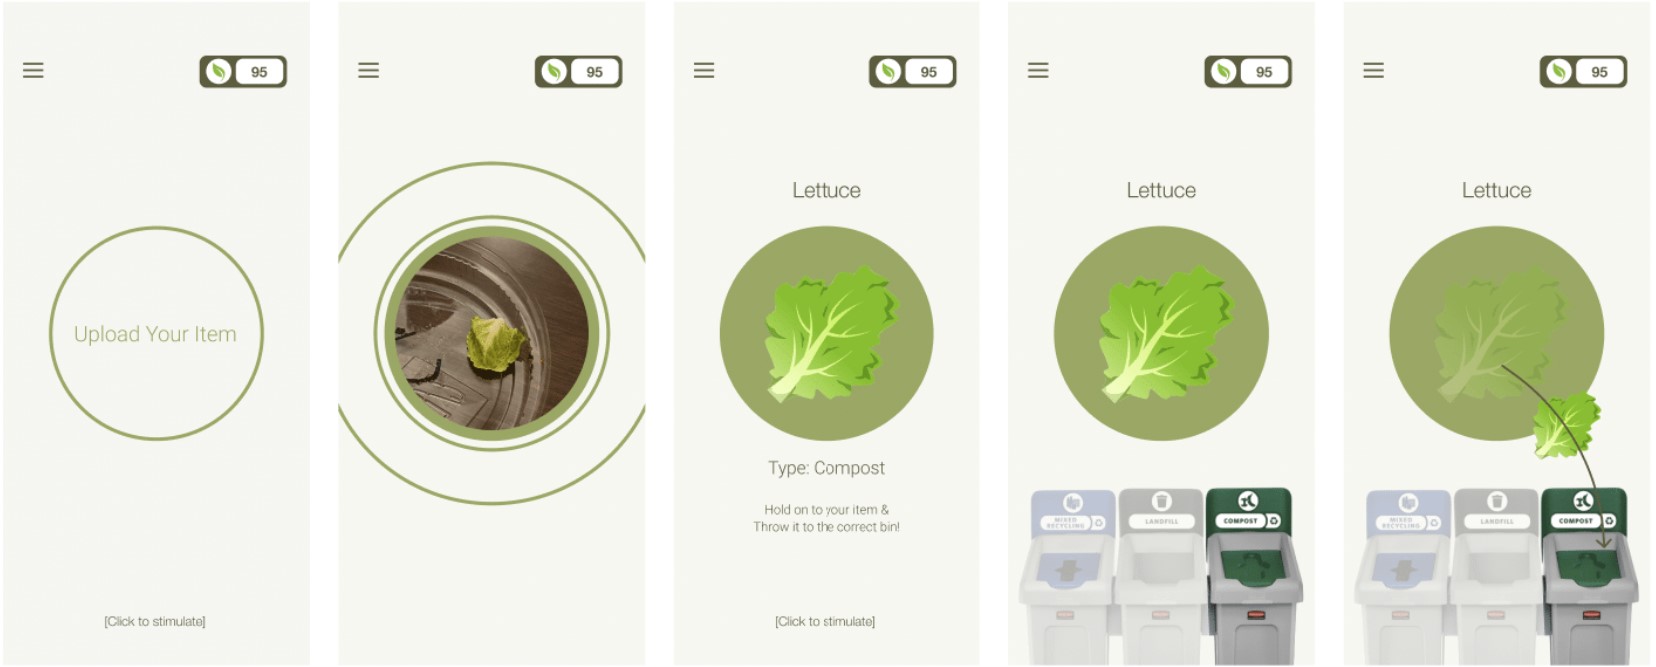 95
Upload Your Item
[Click to stimulate]
95
95
Lettuce
Type: Compost
Hold on to your item &
Throw it to the correct bin!
[Click to stimulate]
95
Lettuce
MIXED
RECYCLING
LANDFILL
COMPOST
95
Lettuce
MIXED
RECYCLING
LANDFILL
COMPOST